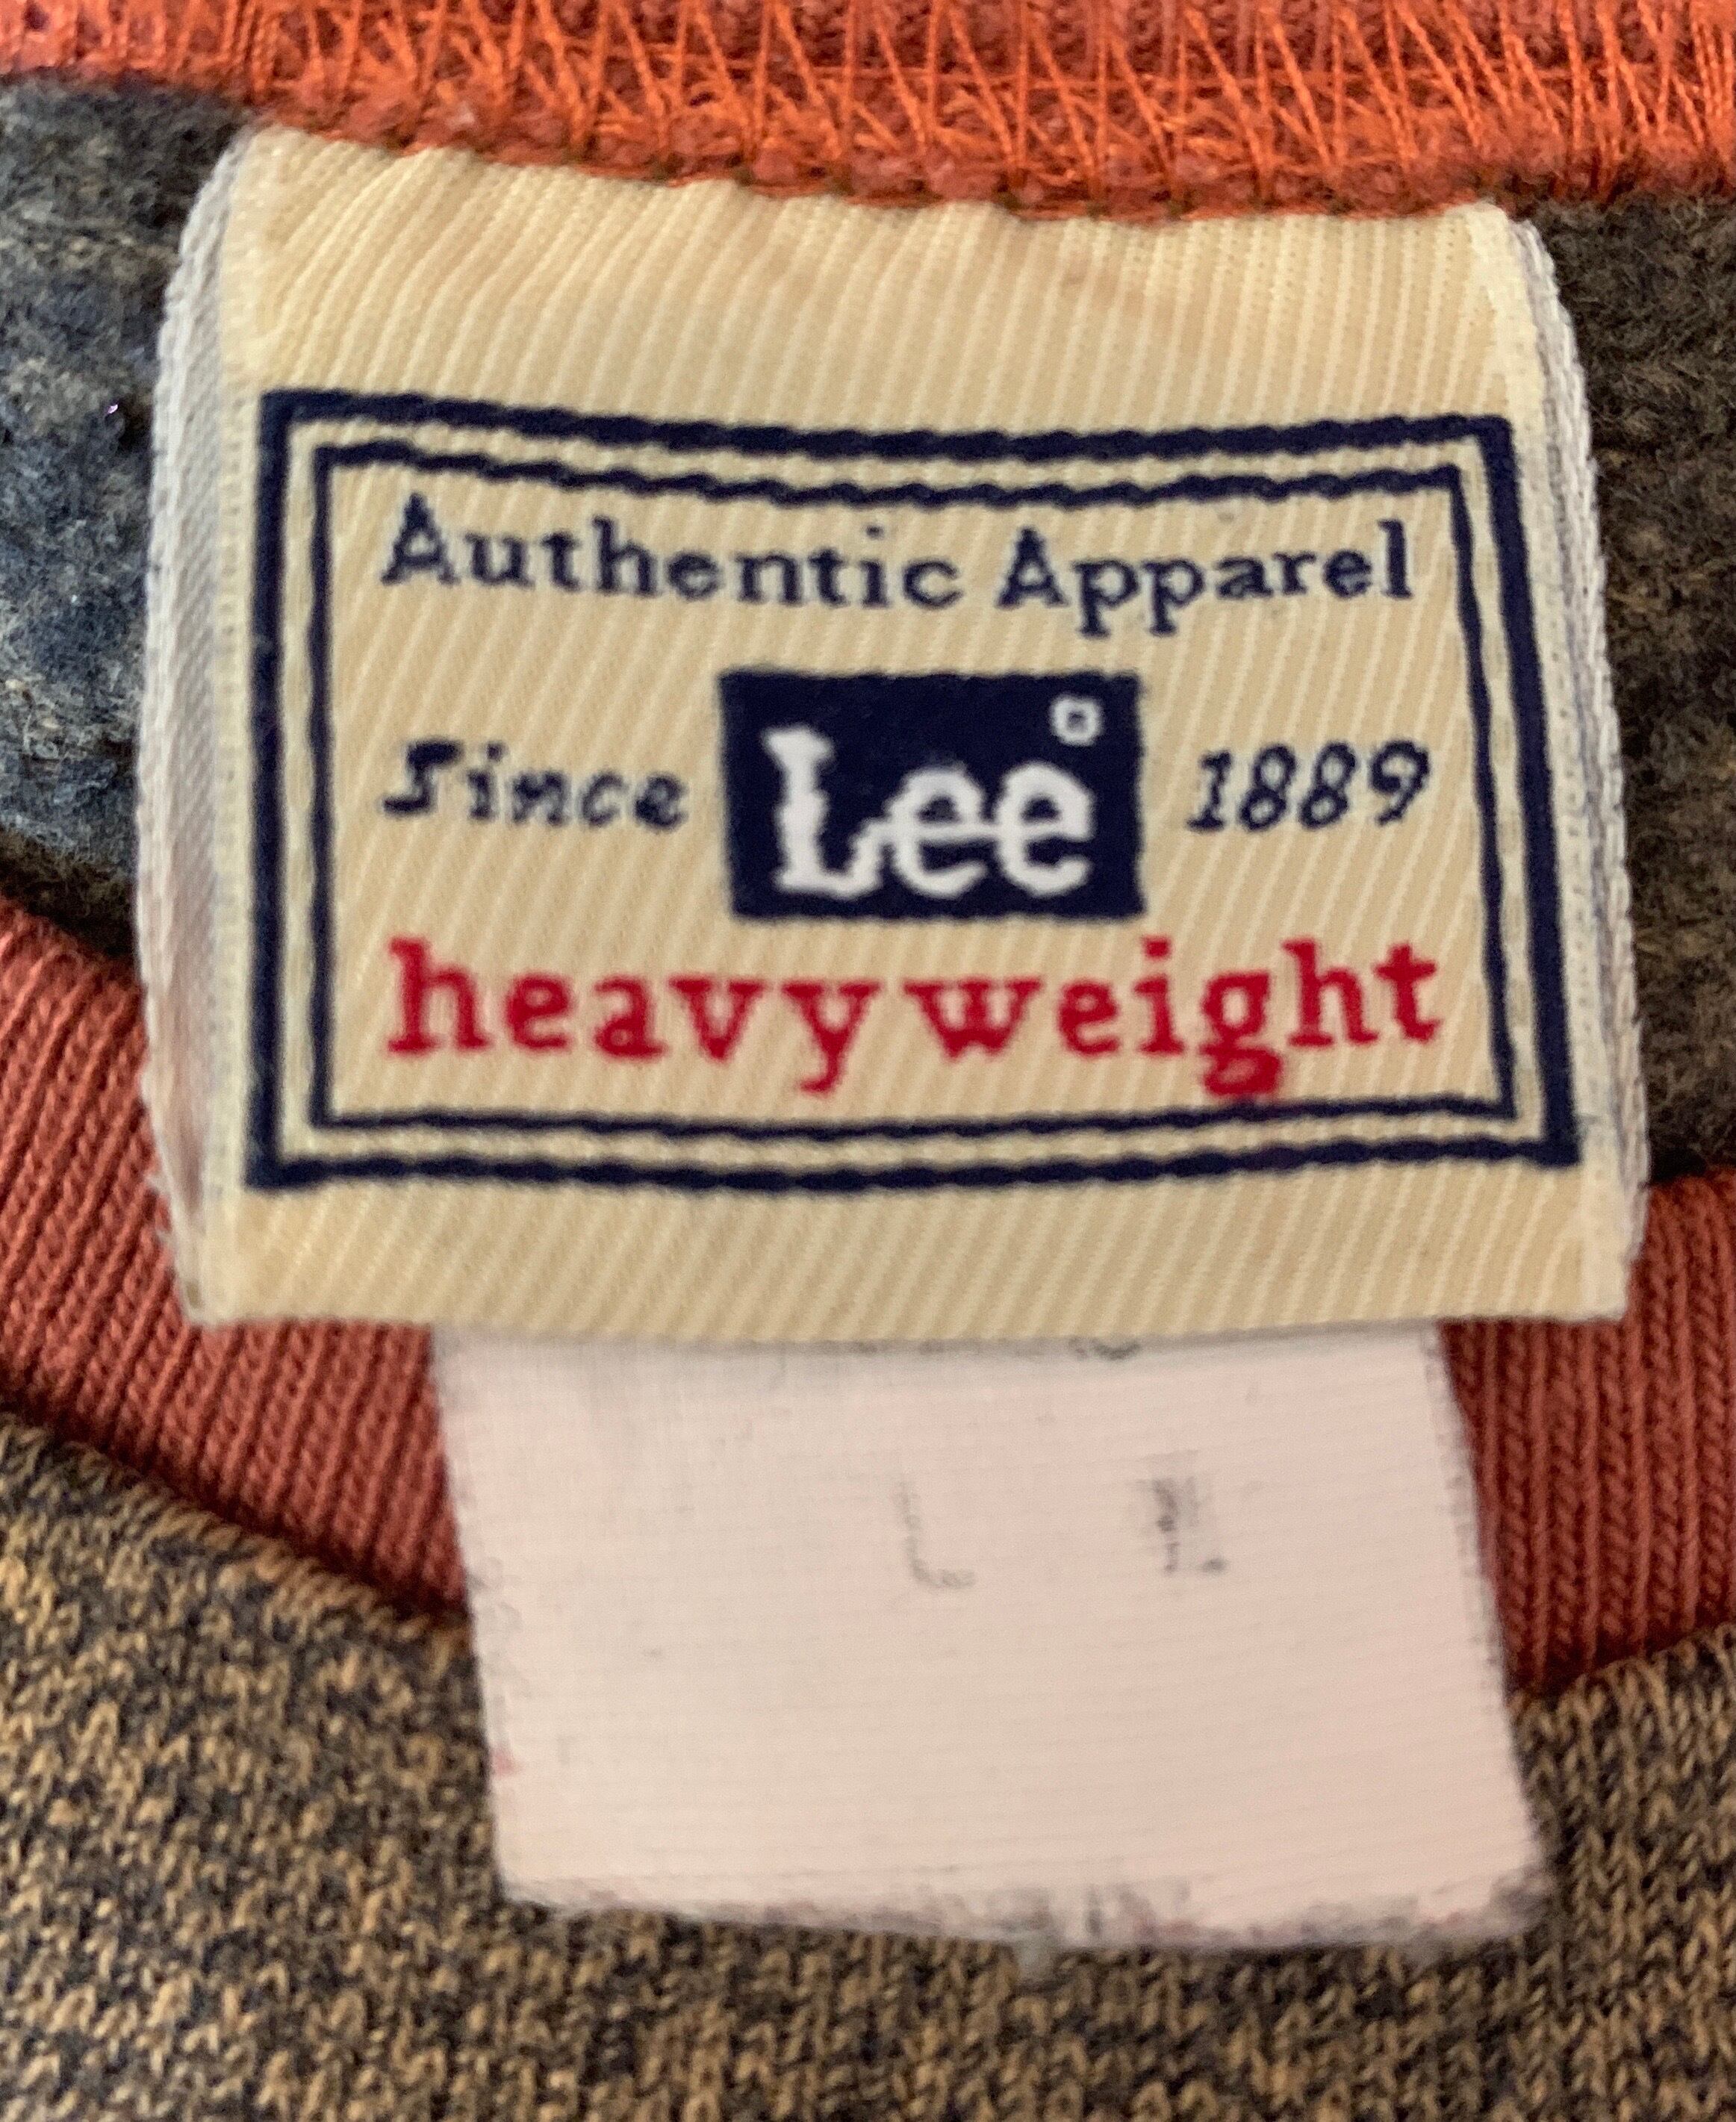 Authentic Apparel
Since Lee® 1889
heavyweight